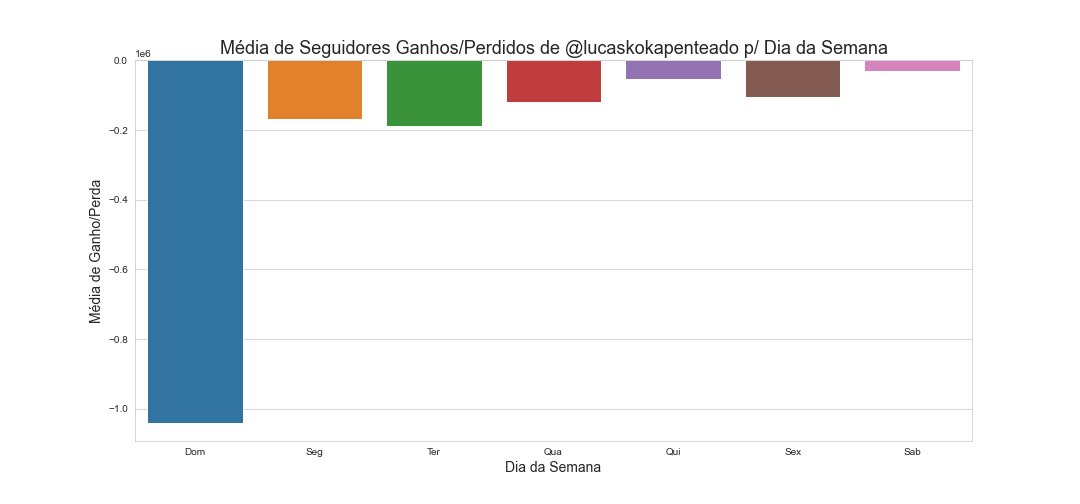 Média de Seguidores Ganhos/Perdidos de @lucaskokapenteado p/ Dia da Semana
1e6
0.0
−0.2
−0.4
−0.6
−0.8
−1.0
Média de Ganho/Perda
Dom Seg Ter Qua Qui Sex Sab
Dia da Semana